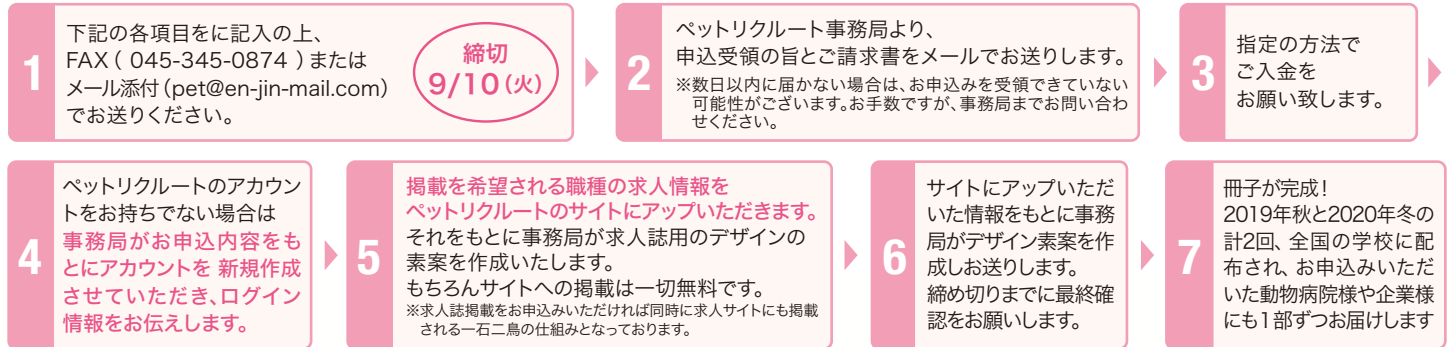 1
下記の各項目をに記入の上、
FAX（ 045-345-0874 ）または
メール添付（pet@en-jin-mail.com）
でお送りください。
締切
9/10（火）
2
ペットリクルート事務局より、
申込受領の旨とご請求書をメールでお送りします。
※数日以内に届かない場合は、お申込みを受領できていない
可能性がございます。お手数ですが、事務局までお問い合わ
せください。
3
指定の方法で
ご入金を
お願い致します。
4
ペットリクルートのアカウン
トをお持ちでない場合は
事務局がお申込内容をも
とにアカウントを 新規作成
させていただき、ログイン
情報をお伝えします。
5
掲載を希望される職種の求人情報を
ペットリクルートのサイトにアップいただきます。
それをもとに事務局が求人誌用のデザインの
素案を作成いたします。
もちろんサイトへの掲載は一切無料です。
※求人誌掲載をお申込みいただければ同時に求人サイトにも掲載
される一石二鳥の仕組みとなっております。
6
サイトにアップいただ
いた情報をもとに事務
局がデザイン素案を作
成しお送りします。
締め切りまでに最終確
認をお願いします。
7
冊子が完成！
2019年秋と2020年冬の
計2回、全国の学校に配
布され、お申込みいただ
いた動物病院様や企業様
にも1部ずつお届けします